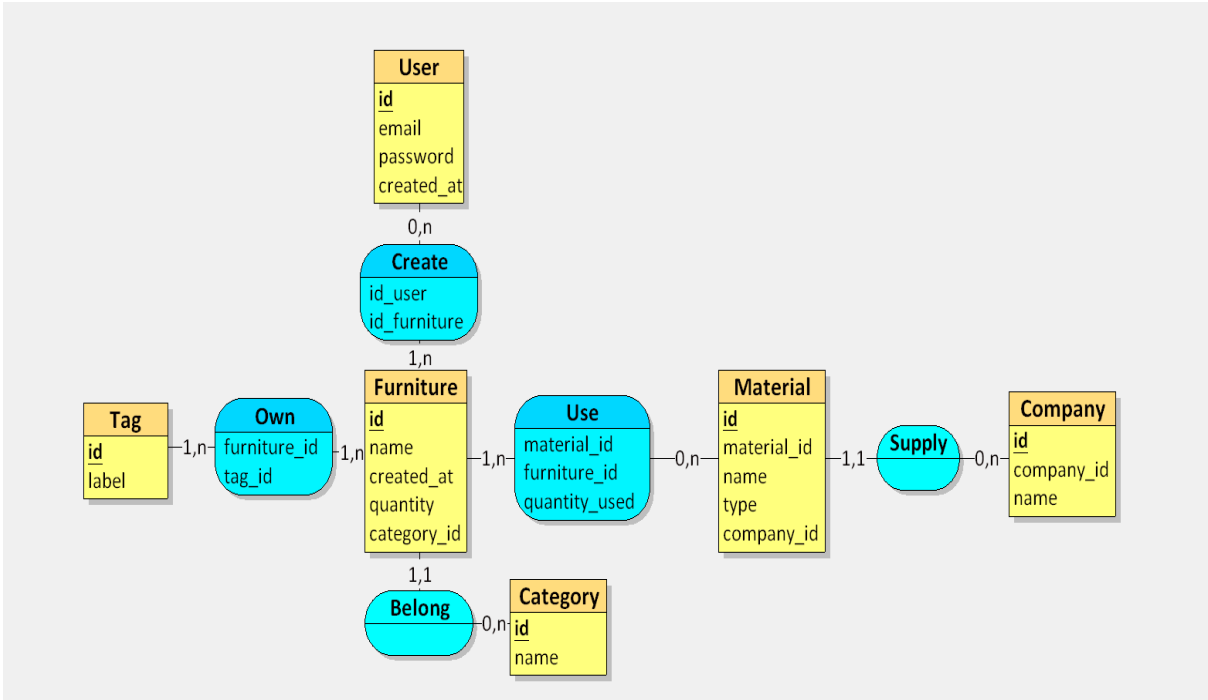 User
id
email
password
created_at
0,n
Create
id_user
id_furniture
1,n
Tag
id
label
1,n
Own
furniture_id
tag_id
1,n
Furniture
id
name
created_at
quantity
category_id
1,n
Use
material_id
furniture_id
quantity_used
0,n
Material
id
material_id
name
type
company_id
1,1
Supply
0,n
Company
id
company_id
name
1,1
Belong
0,n
Category
id
name